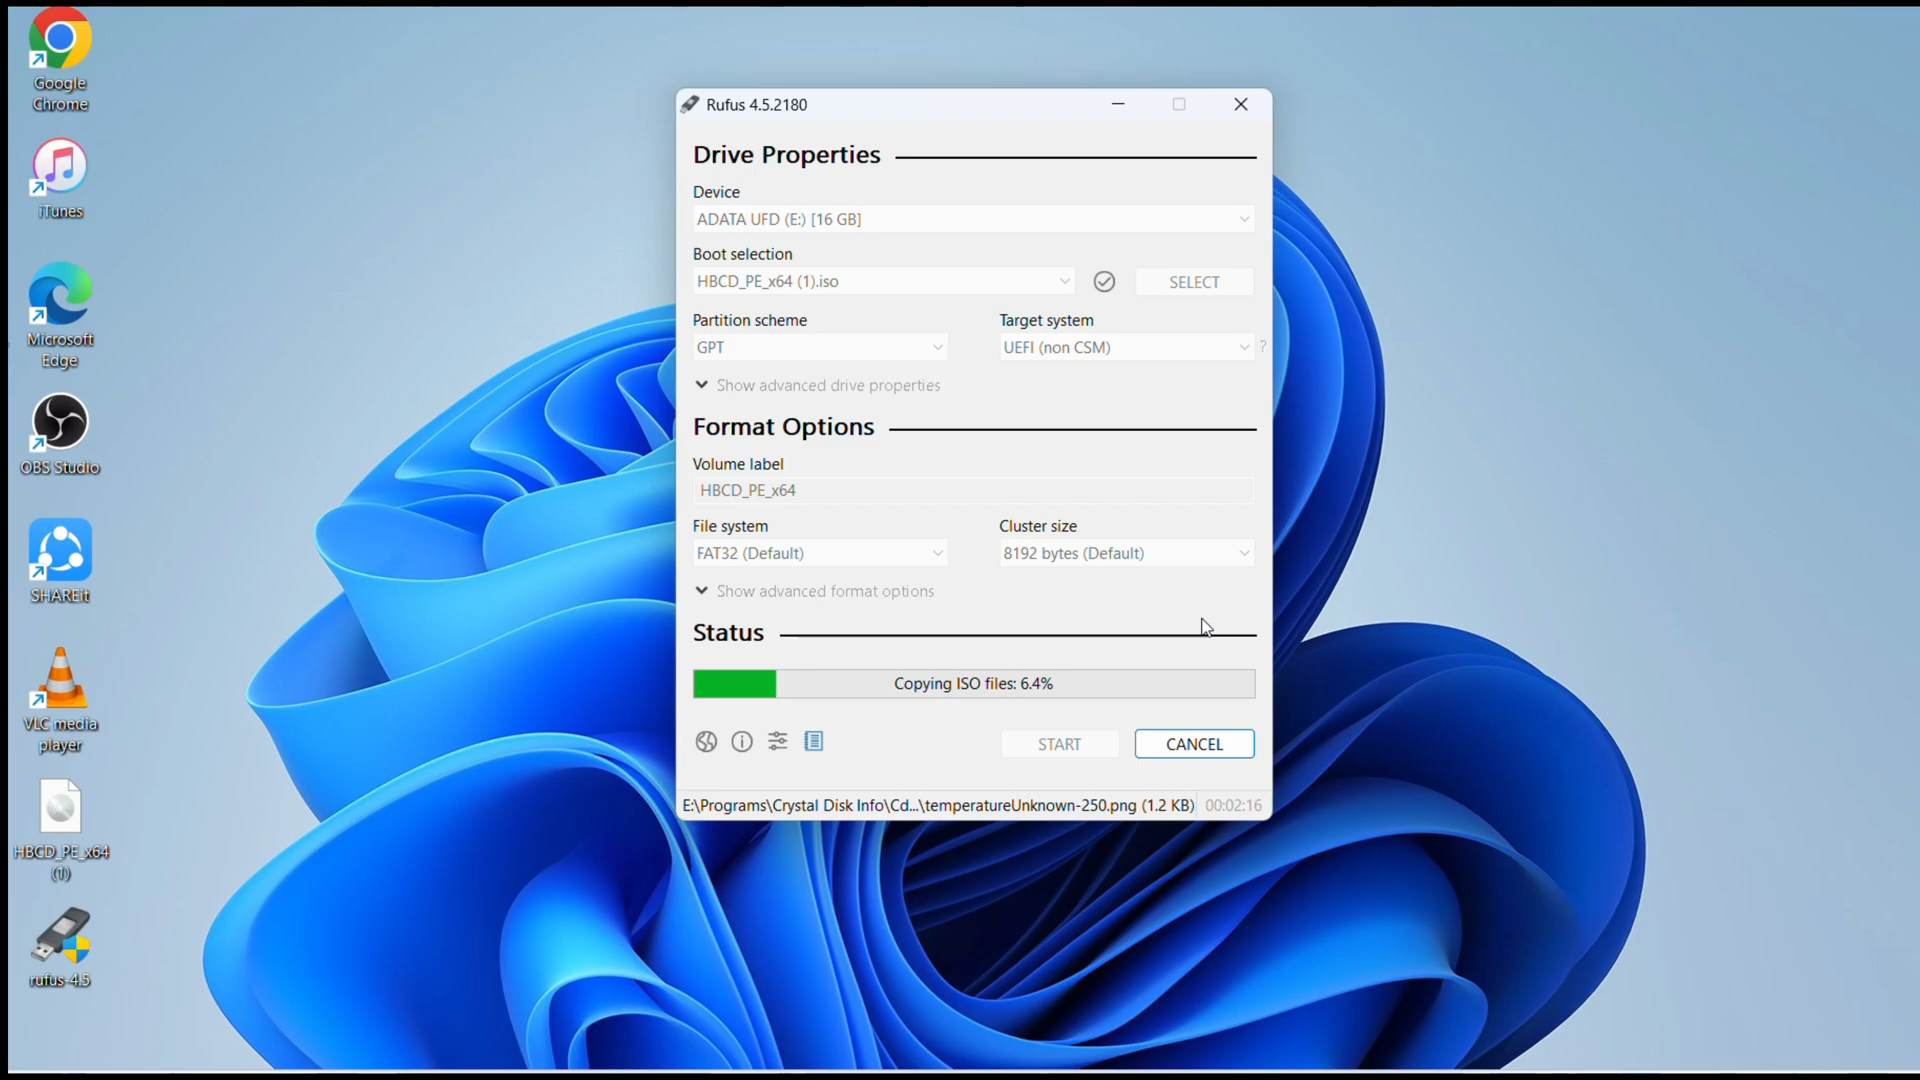 Google
Chrome
iTunes
Microsoft
Edge
OBS Studio
SHAREit
VLC media
player
HBCD_PE_x64
(1)
rufus-4.5
Rufus 4.5.2180
Drive Properties
Device
ADATA UFD (E:) [16 GB]
Boot selection
HBCD_PE_x64 (1).iso
SELECT
Partition scheme
Target system
GPT
UEFI (non CSM)
?
Show advanced drive properties
Format Options
Volume label
HBCD_PE_x64
File system
Cluster size
FAT32 (Default)
8192 bytes (Default)
Show advanced format options
Status
Copying ISO files: 6.4%
START
CANCEL
E:\Programs\Crystal Disk Info\Cd...\temperatureUnknown-250.png (1.2 KB)
00:02:16